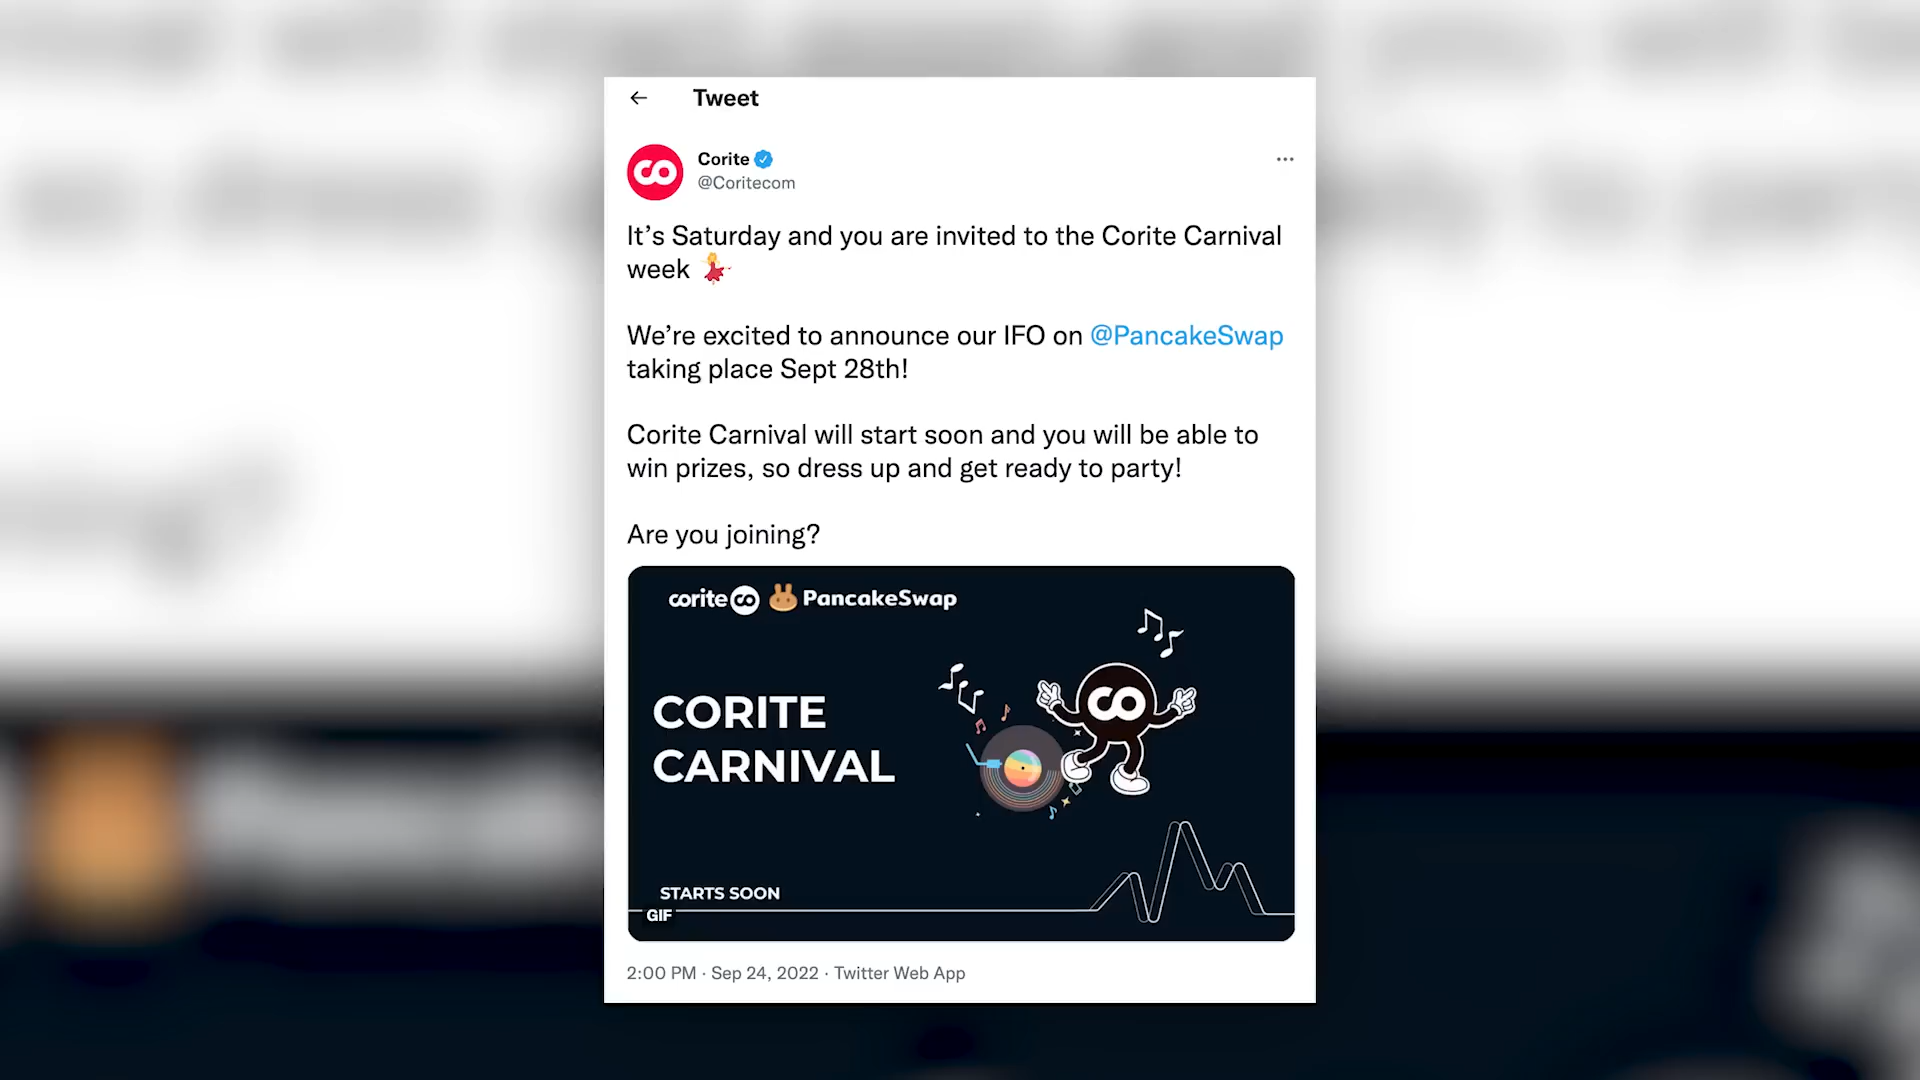 Tweet
Corite
@Coritecom
It’s Saturday and you are invited to the Corite Carnival
week 💃
We’re excited to announce our IFO on @PancakeSwap
taking place Sept 28th!
Corite Carnival will start soon and you will be able to
win prizes, so dress up and get ready to party!
Are you joining?
corite co PancakeSwap
CO
CORITE
CARNIVAL
STARTS SOON
GIF
2:00 PM · Sep 24, 2022 · Twitter Web App